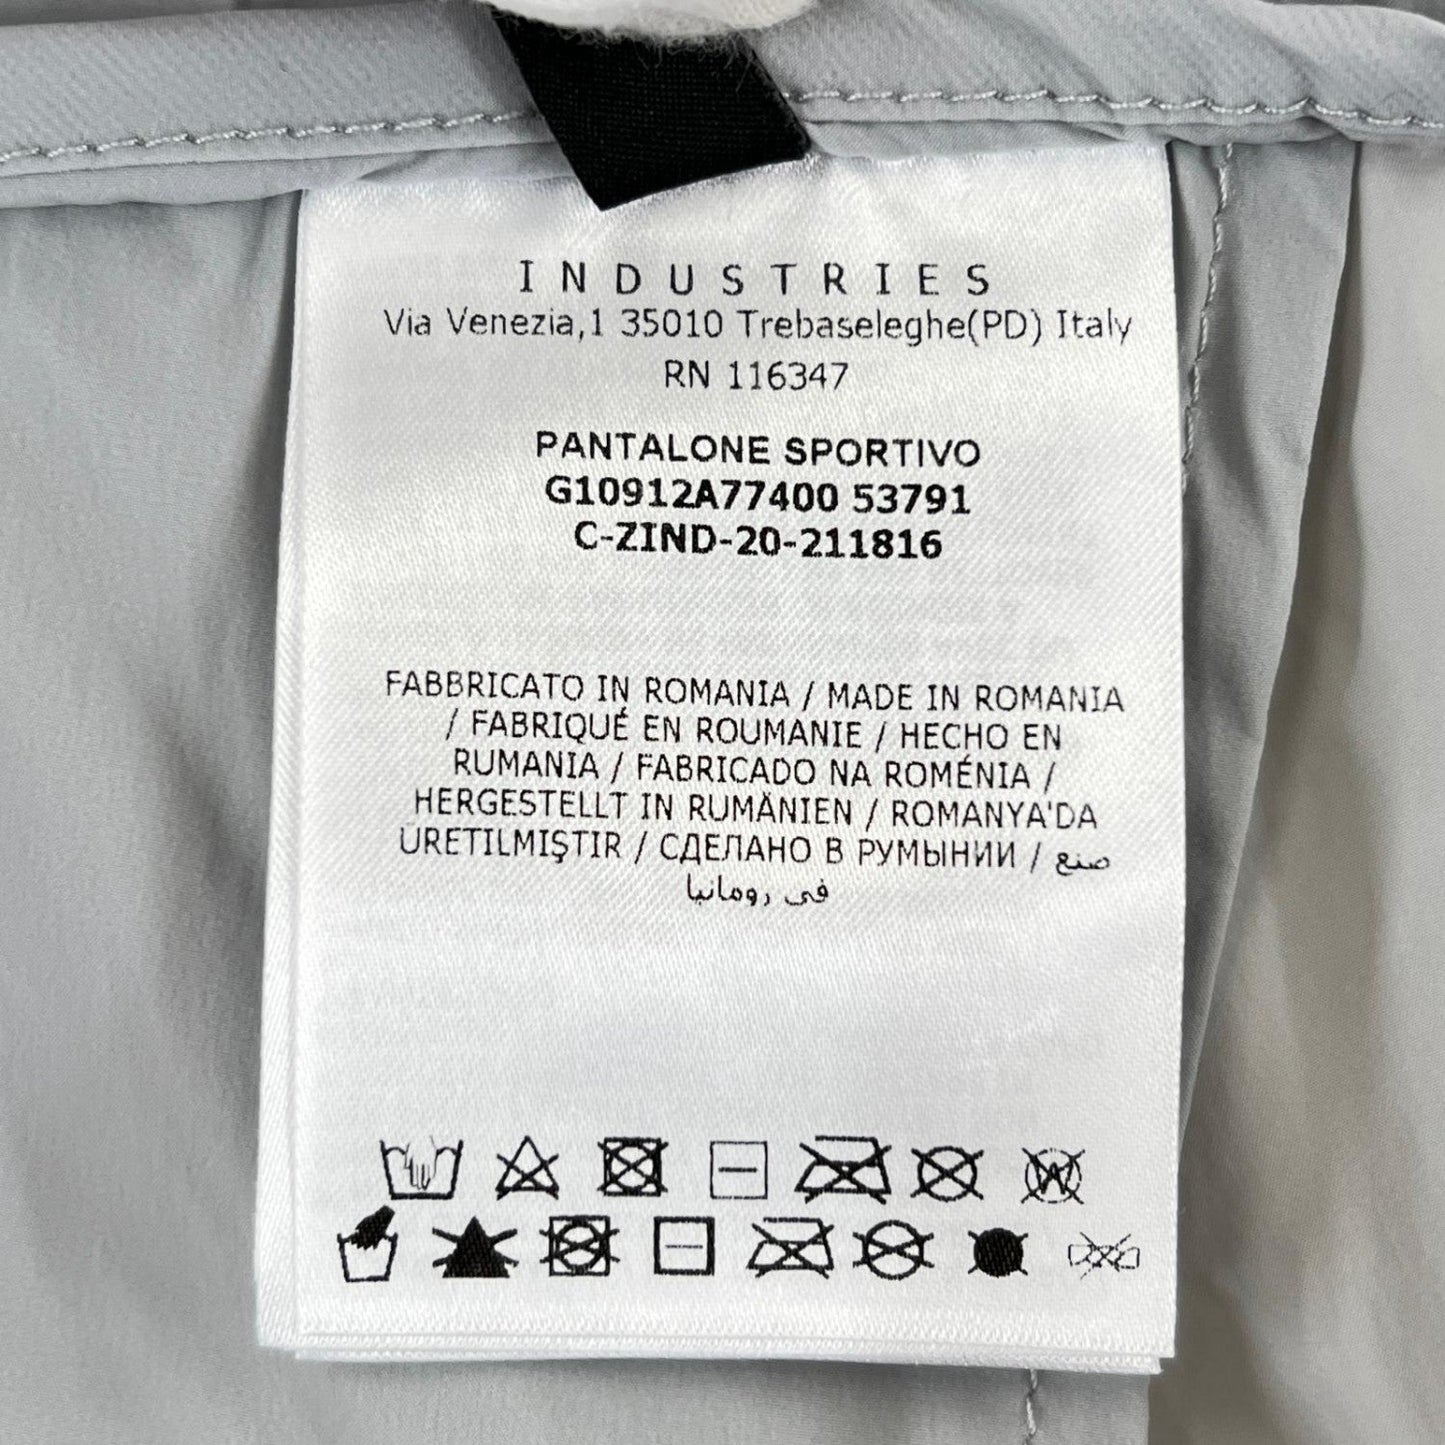 INDUSTRIES
Via Venezia,1 35010 Trebaseleghe(PD) Italy
RN 116347
PANTALONE SPORTIVO
G10912A77400 53791
C-ZIND-20-211816
FABBRICATO IN ROMANIA / MADE IN ROMANIA
/ FABRIQUÉ EN ROUMANIE / HECHO EN
RUMANIA / FABRICADO NA ROMÉNIA /
HERGESTELLT IN RUMÄNIEN / ROMANYA'DA
ÜRETILMIŞTIR / СДЕЛАНО В РУМЫНИИ / صنع
في رومانيا
W